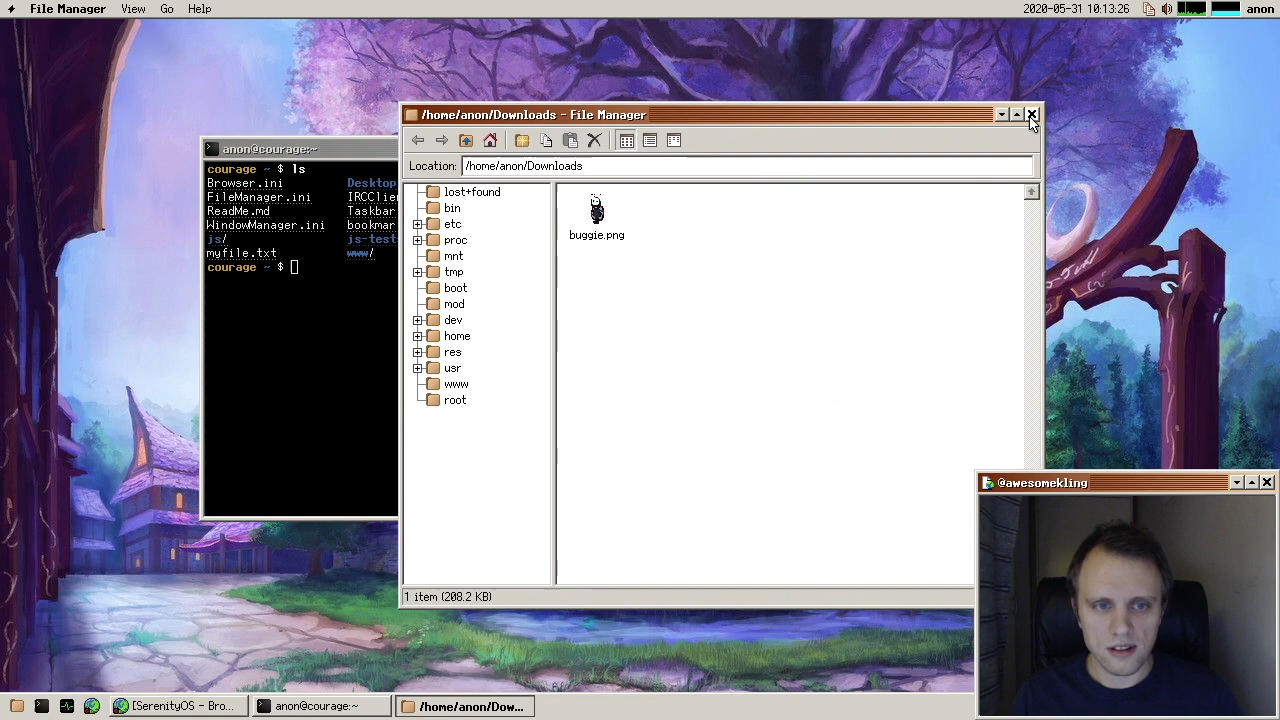 File Manager View Go Help 2020-05-31 10:13:26 anon
/home/anon/Downloads - File Manager
Location: /home/anon/Downloads
lost+found
bin
etc
proc
mnt
tmp
boot
mod
dev
home
res
usr
www
root
buggie.png
1 item (208.2 KB)
anon@courage:~
courage ~ $ ls
Browser.ini Desktop
FileManager.ini IRCClie
ReadMe.md Taskbar
WindowManager.ini bookmar
js/ js-test
myfile.txt www/
courage ~ $
@awesomekling
[SerenityOS - Bro... anon@courage:~ /home/anon/Dow...